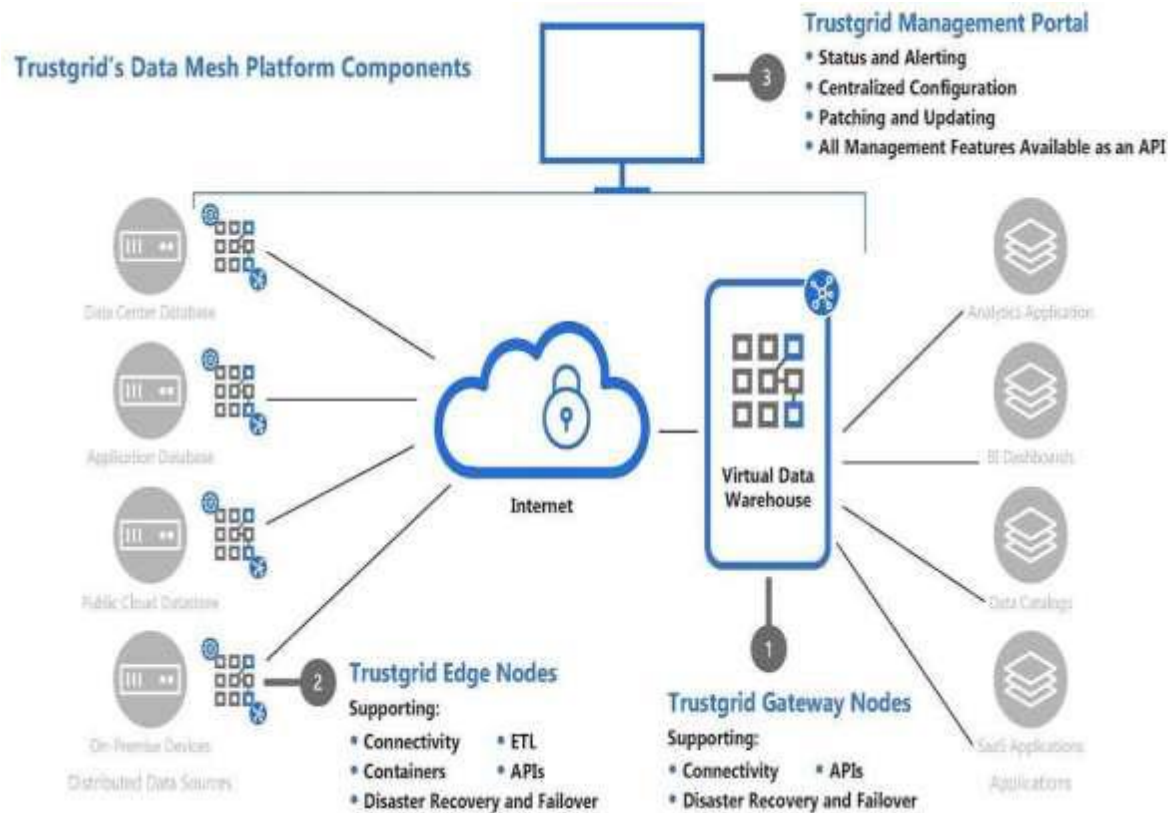 Trustgrid's Data Mesh Platform Components
Trustgrid Management Portal
• Status and Alerting
• Centralized Configuration
• Patching and Updating
• All Management Features Available as an API
3
Data Center Database
Application Database
Public Cloud Datastore
On-Premise Devices
Distributed Data Sources
Internet
Virtual Data
Warehouse
Analytics Application
BI Dashboards
Data Catalogs
SaaS Applications
Applications
2
Trustgrid Edge Nodes
Supporting:
• Connectivity • ETL
• Containers • APIs
• Disaster Recovery and Failover
1
Trustgrid Gateway Nodes
Supporting:
• Connectivity • APIs
• Disaster Recovery and Failover